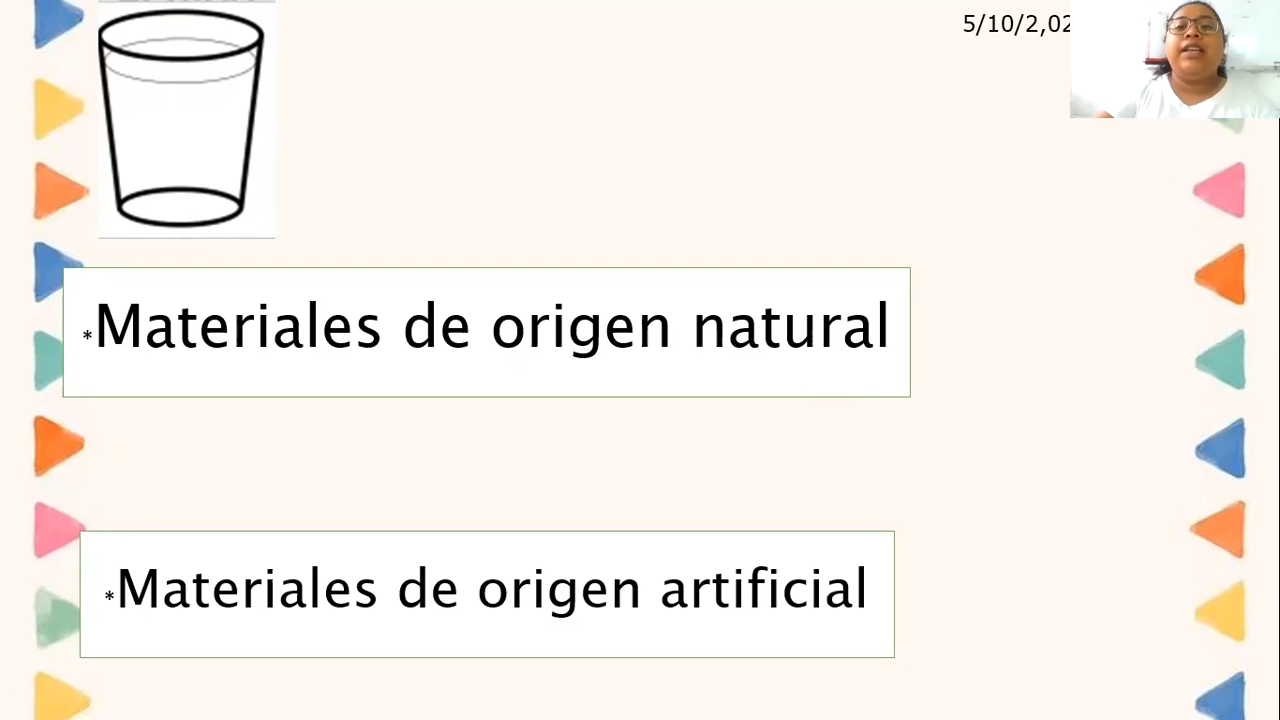 5/10/2,02
*Materiales de origen natural
*Materiales de origen artificial